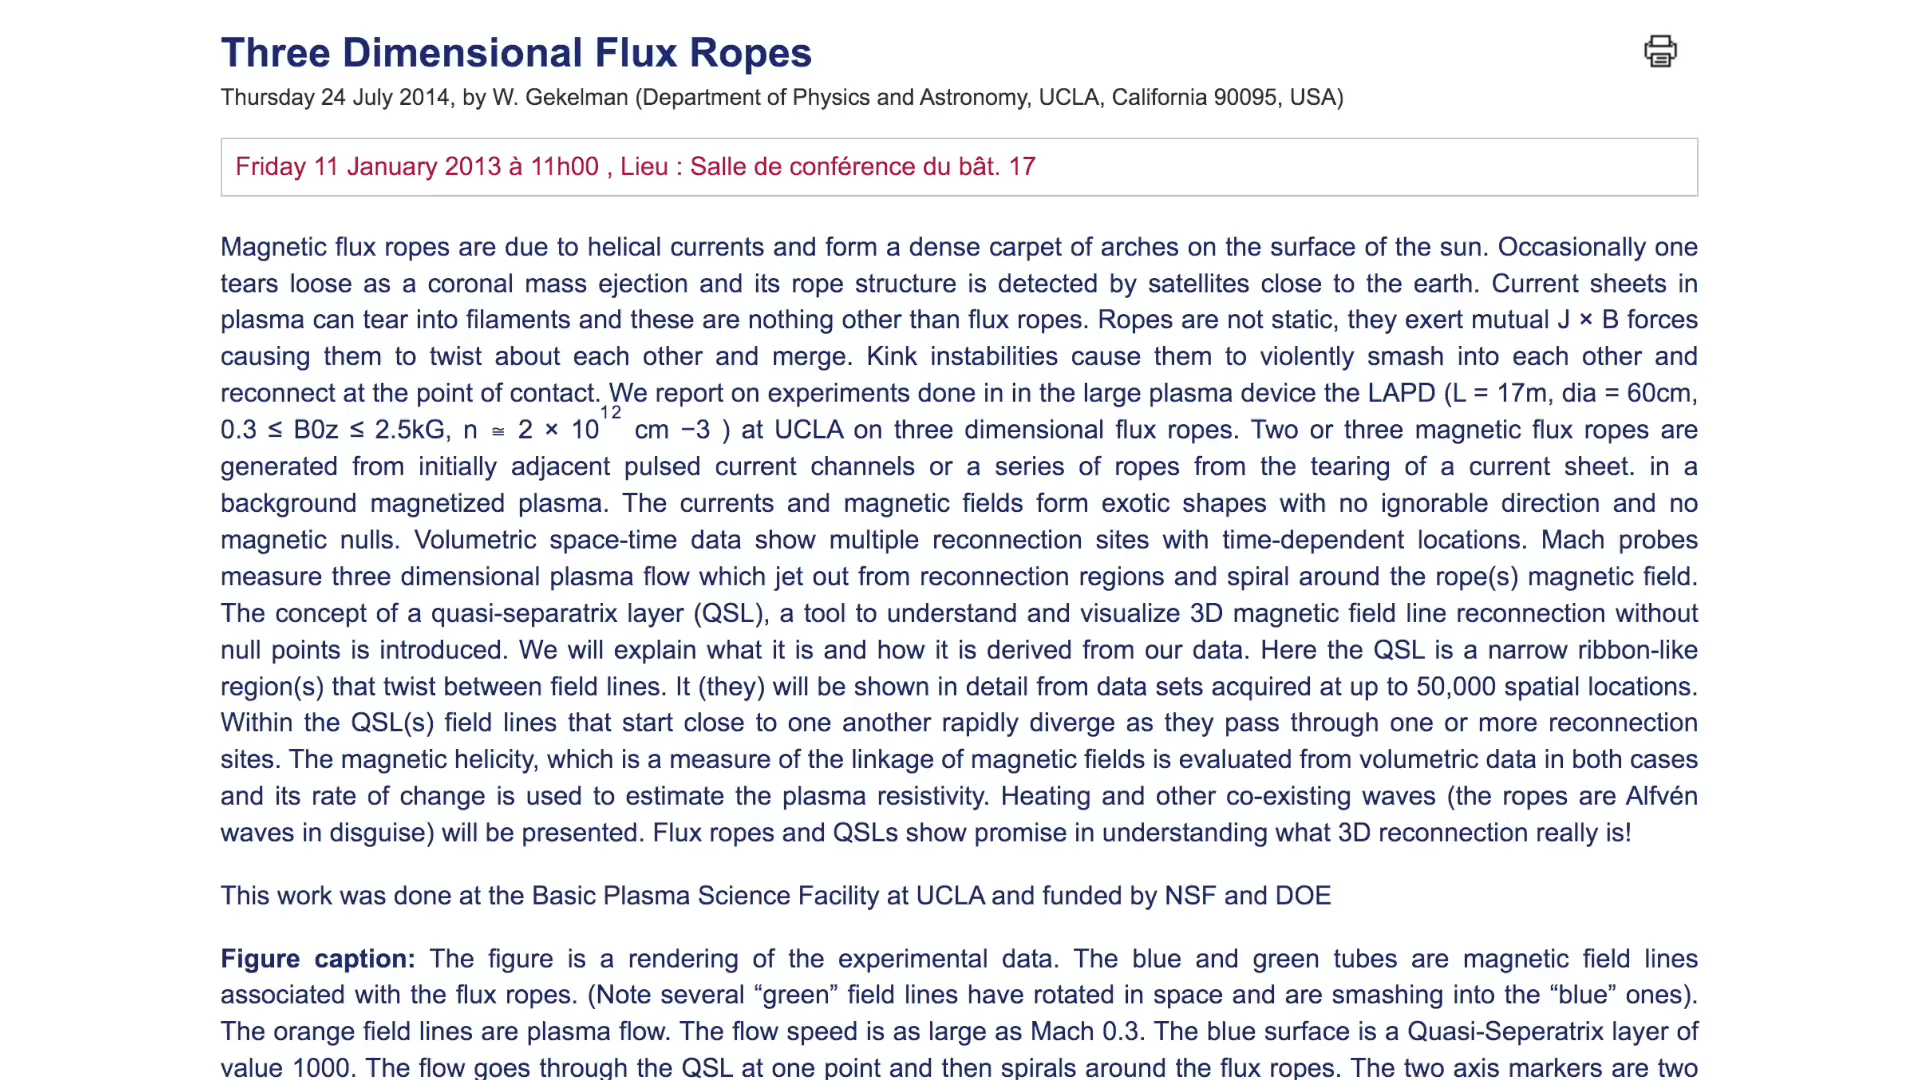 Three Dimensional Flux Ropes
Thursday 24 July 2014, by W. Gekelman (Department of Physics and Astronomy, UCLA, California 90095, USA)
Friday 11 January 2013 à 11h00 , Lieu : Salle de conférence du bât. 17
Magnetic flux ropes are due to helical currents and form a dense carpet of arches on the surface of the sun. Occasionally one
tears loose as a coronal mass ejection and its rope structure is detected by satellites close to the earth. Current sheets in
plasma can tear into filaments and these are nothing other than flux ropes. Ropes are not static, they exert mutual J × B forces
causing them to twist about each other and merge. Kink instabilities cause them to violently smash into each other and
reconnect at the point of contact. We report on experiments done in in the large plasma device the LAPD (L = 17m, dia = 60cm,
0.3 ≤ B0z ≤ 2.5kG, n ≅ 2 × 10^12 cm −3 ) at UCLA on three dimensional flux ropes. Two or three magnetic flux ropes are
generated from initially adjacent pulsed current channels or a series of ropes from the tearing of a current sheet. in a
background magnetized plasma. The currents and magnetic fields form exotic shapes with no ignorable direction and no
magnetic nulls. Volumetric space-time data show multiple reconnection sites with time-dependent locations. Mach probes
measure three dimensional plasma flow which jet out from reconnection regions and spiral around the rope(s) magnetic field.
The concept of a quasi-separatrix layer (QSL), a tool to understand and visualize 3D magnetic field line reconnection without
null points is introduced. We will explain what it is and how it is derived from our data. Here the QSL is a narrow ribbon-like
region(s) that twist between field lines. It (they) will be shown in detail from data sets acquired at up to 50,000 spatial locations.
Within the QSL(s) field lines that start close to one another rapidly diverge as they pass through one or more reconnection
sites. The magnetic helicity, which is a measure of the linkage of magnetic fields is evaluated from volumetric data in both cases
and its rate of change is used to estimate the plasma resistivity. Heating and other co-existing waves (the ropes are Alfvén
waves in disguise) will be presented. Flux ropes and QSLs show promise in understanding what 3D reconnection really is!
This work was done at the Basic Plasma Science Facility at UCLA and funded by NSF and DOE
Figure caption: The figure is a rendering of the experimental data. The blue and green tubes are magnetic field lines
associated with the flux ropes. (Note several “green” field lines have rotated in space and are smashing into the “blue” ones).
The orange field lines are plasma flow. The flow speed is as large as Mach 0.3. The blue surface is a Quasi-Seperatrix layer of
value 1000. The flow goes through the QSL at one point and then spirals around the flux ropes. The two axis markers are two